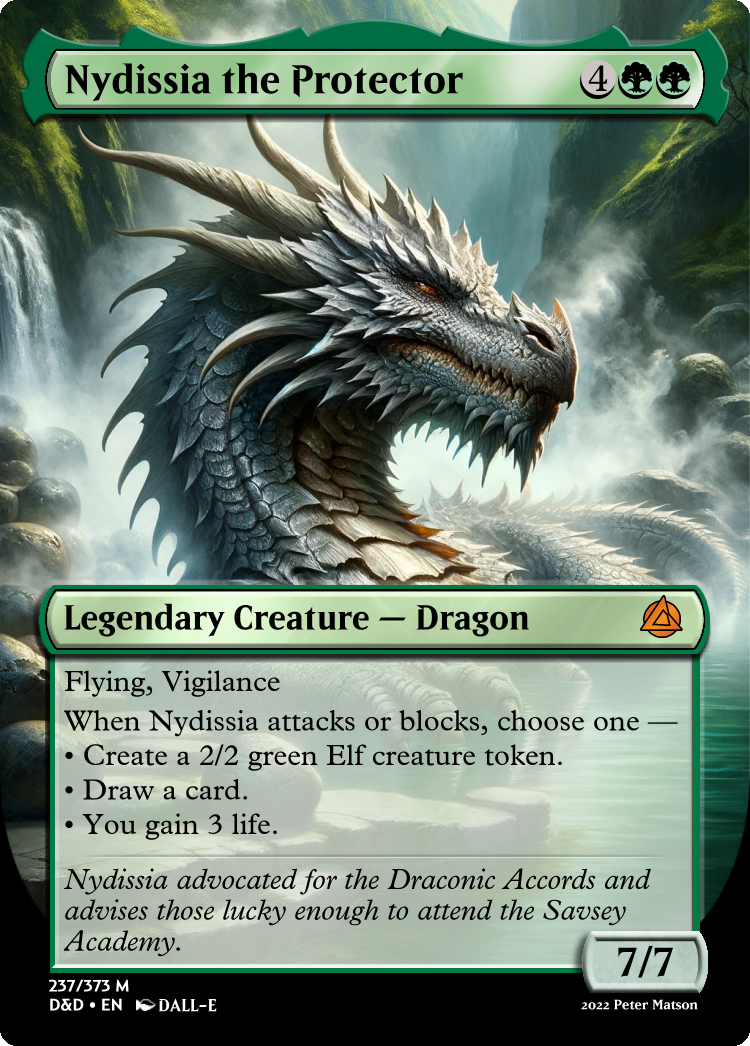 Nydissia the Protector 4
Legendary Creature — Dragon
Flying, Vigilance
When Nydissia attacks or blocks, choose one —
• Create a 2/2 green Elf creature token.
• Draw a card.
• You gain 3 life.
Nydissia advocated for the Draconic Accords and
advises those lucky enough to attend the Savsey
Academy.
7/7
237/373 M
D&D • EN DALL-E
2022 Peter Matson